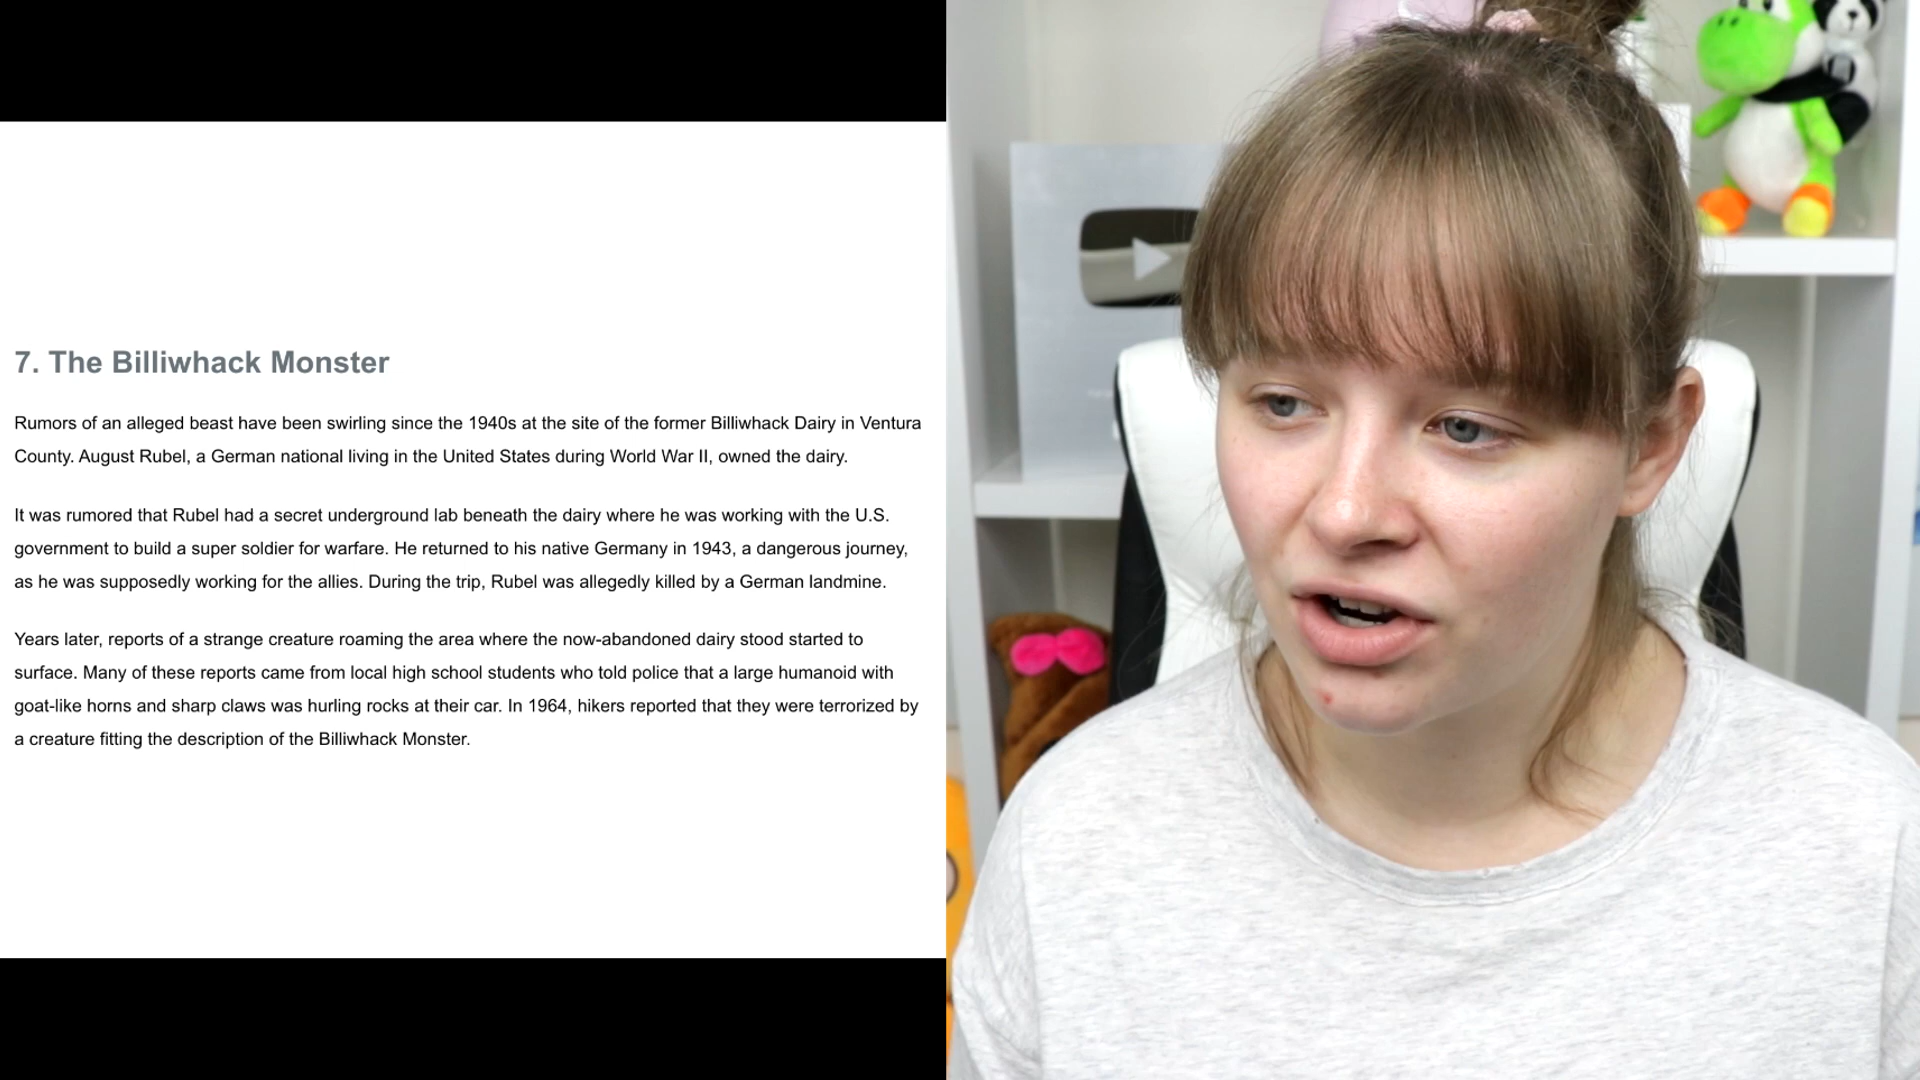 7. The Billiwhack Monster
Rumors of an alleged beast have been swirling since the 1940s at the site of the former Billiwhack Dairy in Ventura
County. August Rubel, a German national living in the United States during World War II, owned the dairy.
It was rumored that Rubel had a secret underground lab beneath the dairy where he was working with the U.S.
government to build a super soldier for warfare. He returned to his native Germany in 1943, a dangerous journey,
as he was supposedly working for the allies. During the trip, Rubel was allegedly killed by a German landmine.
Years later, reports of a strange creature roaming the area where the now-abandoned dairy stood started to
surface. Many of these reports came from local high school students who told police that a large humanoid with
goat-like horns and sharp claws was hurling rocks at their car. In 1964, hikers reported that they were terrorized by
a creature fitting the description of the Billiwhack Monster.